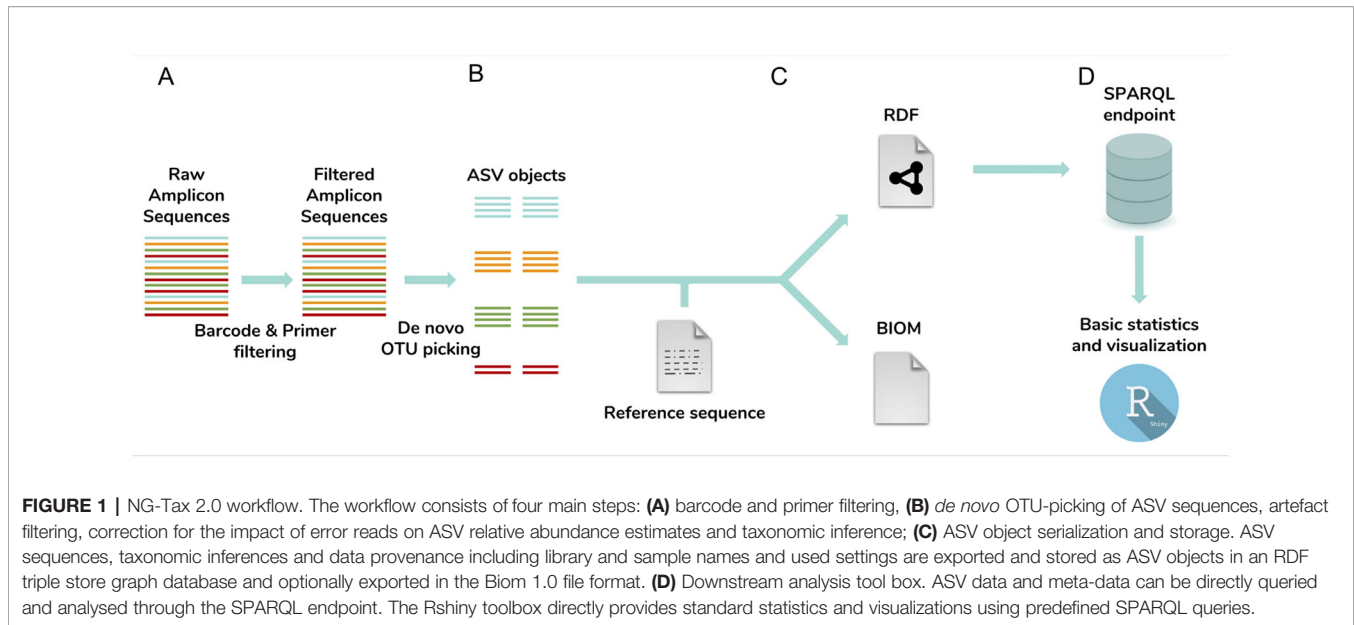 A
B
C
D
Raw
Amplicon
Sequences
Filtered
Amplicon
Sequences
ASV objects
RDF
SPARQL
endpoint
Barcode & Primer
filtering
De novo
OTU picking
Reference sequence
BIOM
Basic statistics
and visualization
R
Shiny
FIGURE 1 | NG-Tax 2.0 workflow. The workflow consists of four main steps: (A) barcode and primer filtering, (B) de novo OTU-picking of ASV sequences, artefact
filtering, correction for the impact of error reads on ASV relative abundance estimates and taxonomic inference; (C) ASV object serialization and storage. ASV
sequences, taxonomic inferences and data provenance including library and sample names and used settings are exported and stored as ASV objects in an RDF
triple store graph database and optionally exported in the Biom 1.0 file format. (D) Downstream analysis tool box. ASV data and meta-data can be directly queried
and analysed through the SPARQL endpoint. The Rshiny toolbox directly provides standard statistics and visualizations using predefined SPARQL queries.